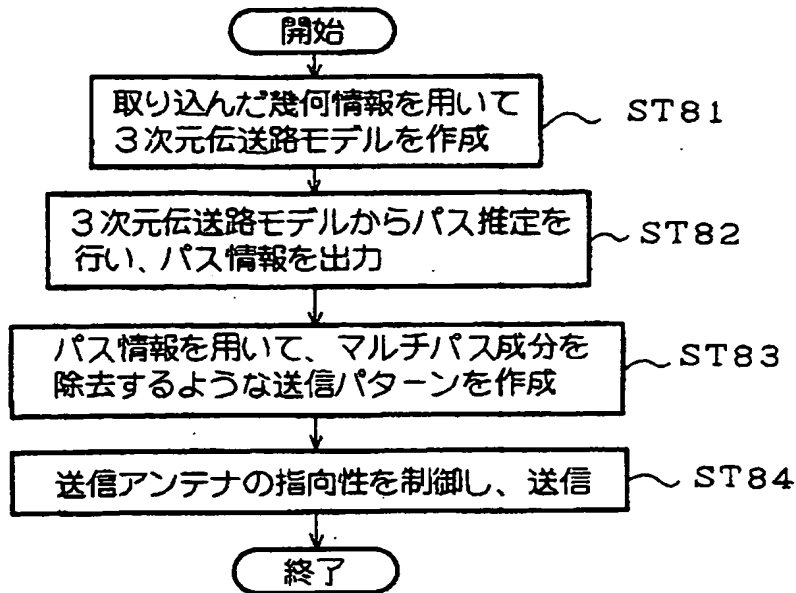 開始
取り込んだ幾何情報を用いて
3次元伝送路モデルを作成
ST81
3次元伝送路モデルからパス推定を
行い、パス情報を出力
ST82
パス情報を用いて、マルチパス成分を
除去するような送信パターンを作成
ST83
送信アンテナの指向性を制御し、送信
ST84
終了